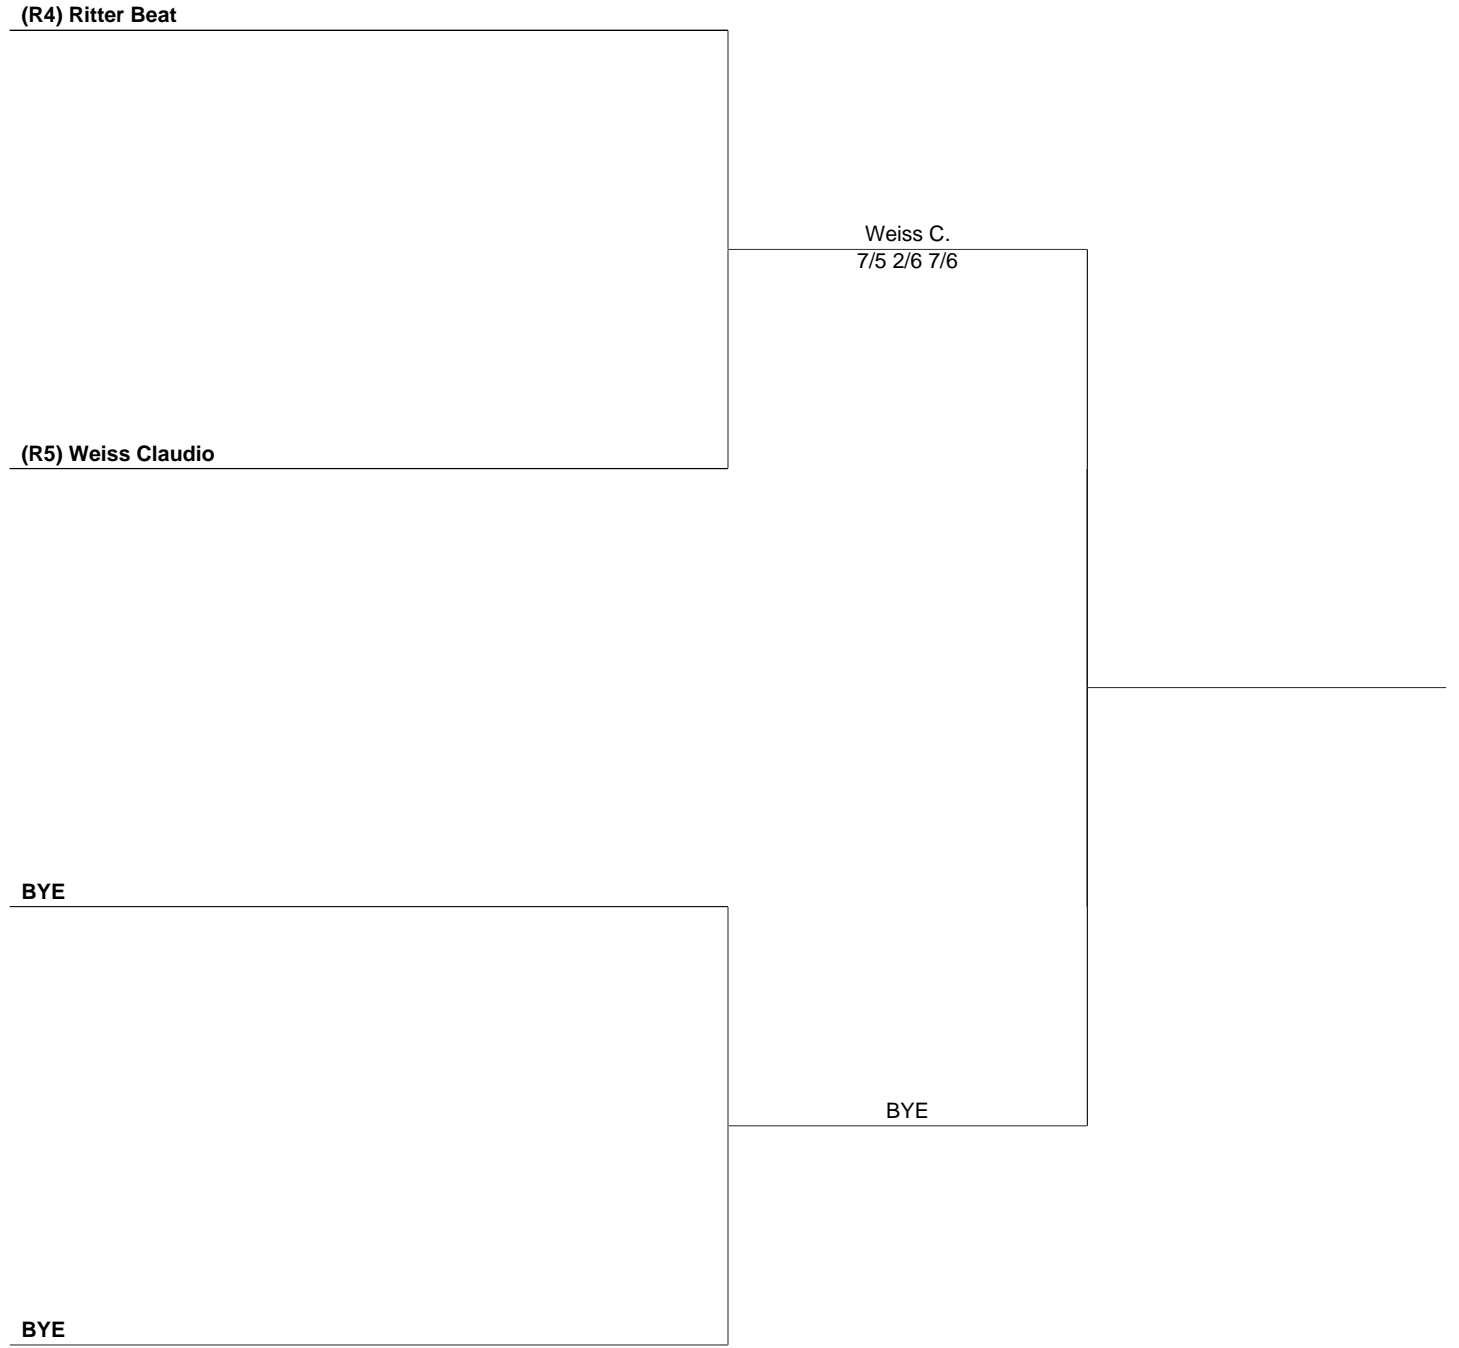 (R4) Ritter Beat
Weiss C.
7/5 2/6 7/6
(R5) Weiss Claudio
BYE
BYE
BYE